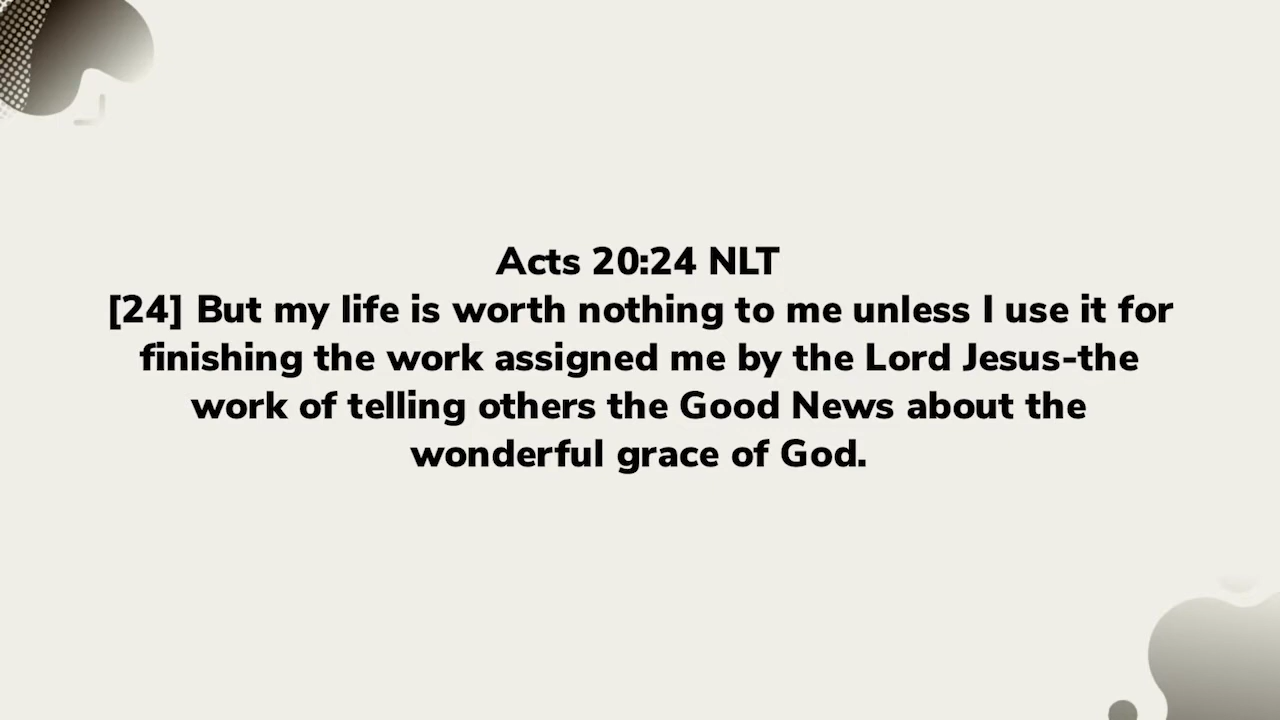 Acts 20:24 NLT
[24] But my life is worth nothing to me unless I use it for
finishing the work assigned me by the Lord Jesus-the
work of telling others the Good News about the
wonderful grace of God.